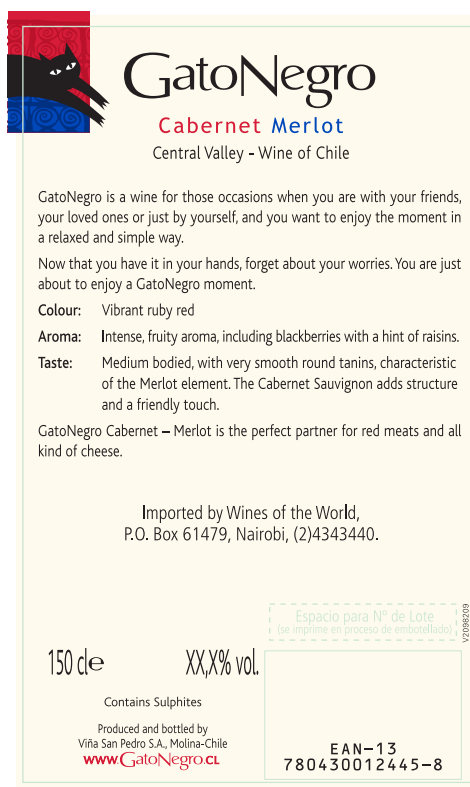 GatoNegro
Cabernet Merlot
Central Valley - Wine of Chile
GatoNegro is a wine for those occasions when you are with your friends,
your loved ones or just by yourself, and you want to enjoy the moment in
a relaxed and simple way.
Now that you have it in your hands, forget about your worries. You are just
about to enjoy a GatoNegro moment.
Colour: Vibrant ruby red
Aroma: Intense, fruity aroma, including blackberries with a hint of raisins.
Taste: Medium bodied, with very smooth round tanins, characteristic
of the Merlot element. The Cabernet Sauvignon adds structure
and a friendly touch.
GatoNegro Cabernet – Merlot is the perfect partner for red meats and all
kind of cheese.
Imported by Wines of the World,
P.O. Box 61479, Nairobi, (2)4343440.
Espacio para Nº de Lote
(se imprime en proceso de embotellado)
V2098209
150 cle XX,X% vol.
Contains Sulphites
Produced and bottled by
Viña San Pedro S.A., Molina-Chile
www.GatoNegro.CL
EAN-13
780430012445-8